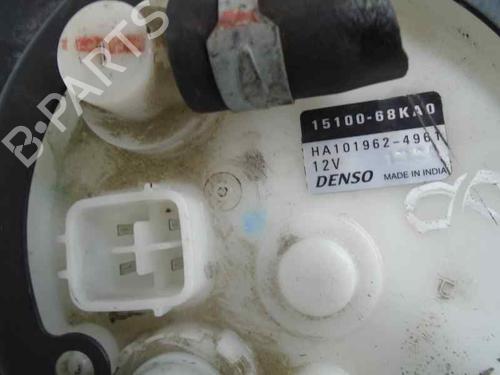 15100-68KA0
HA101962-4961
12V
DENSO MADE IN INDIA
B-PARTS